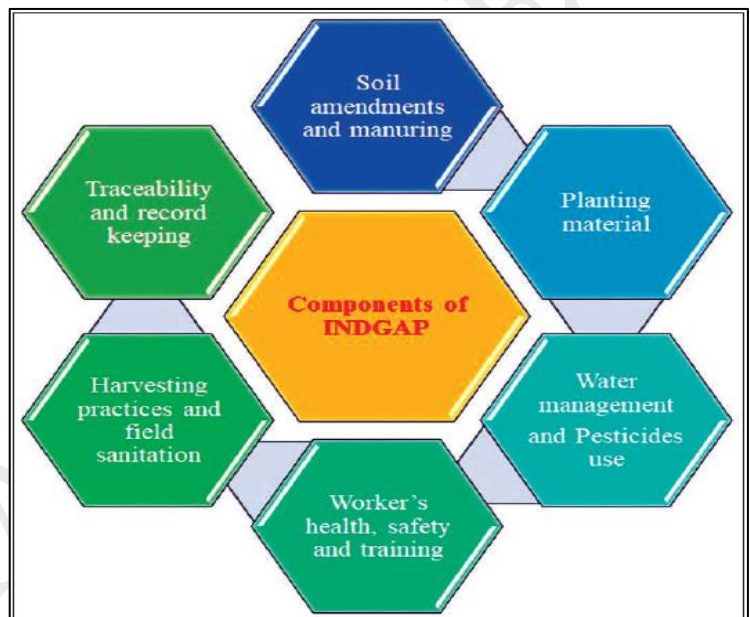 Soil
amendments
and manuring
Planting
material
Water
management
and Pesticides
use
Worker's
health, safety
and training
Harvesting
practices and
field
sanitation
Traceability
and record
keeping
Components of
INDGAP